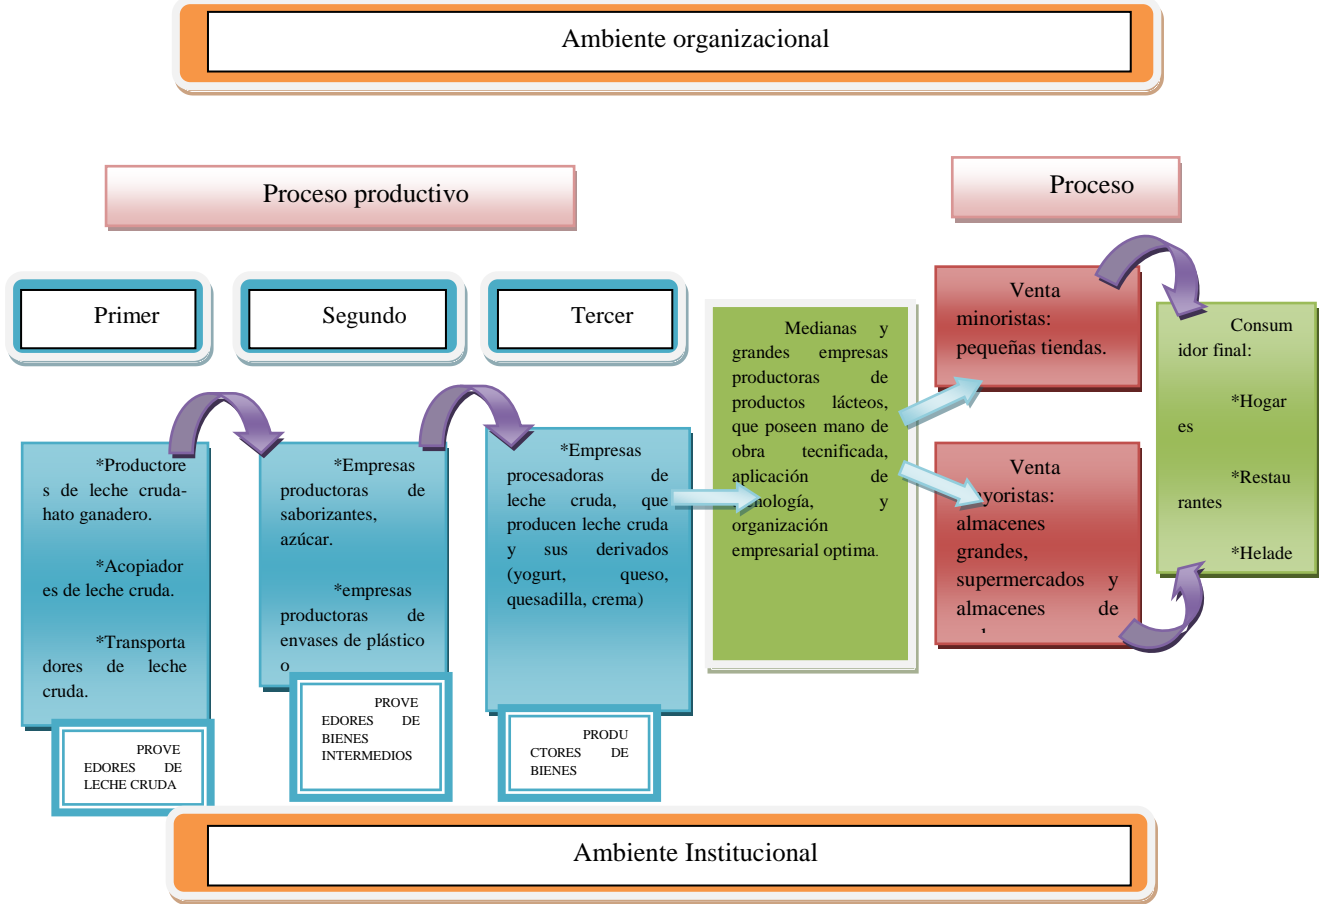 Ambiente organizacional
Proceso productivo
Proceso
Primer
Segundo
Tercer
*Productore
s de leche cruda-
hato ganadero.
*Acopiador
es de leche cruda.
*Transporta
dores de leche
cruda.
PROVE
EDORES DE
LECHE CRUDA
*Empresas
productoras de
saborizantes,
azúcar.
*empresas
productoras de
envases de plástico
o
PROVE
EDORES DE
BIENES
INTERMEDIOS
*Empresas
procesadoras de
leche cruda, que
producen leche cruda
y sus derivados
(yogurt, queso,
quesadilla, crema)
PRODU
CTORES DE
BIENES
Medianas y
grandes empresas
productoras de
productos lácteos,
que poseen mano de
obra tecnificada,
aplicación de
y
organización
empresarial optima.
Venta
minoristas:
pequeñas tiendas.
Venta
almacenes
grandes,
supermercados y
almacenes de
Consum
idor final:
*Hogar
es
*Restau
rantes
*Helade
Ambiente Institucional